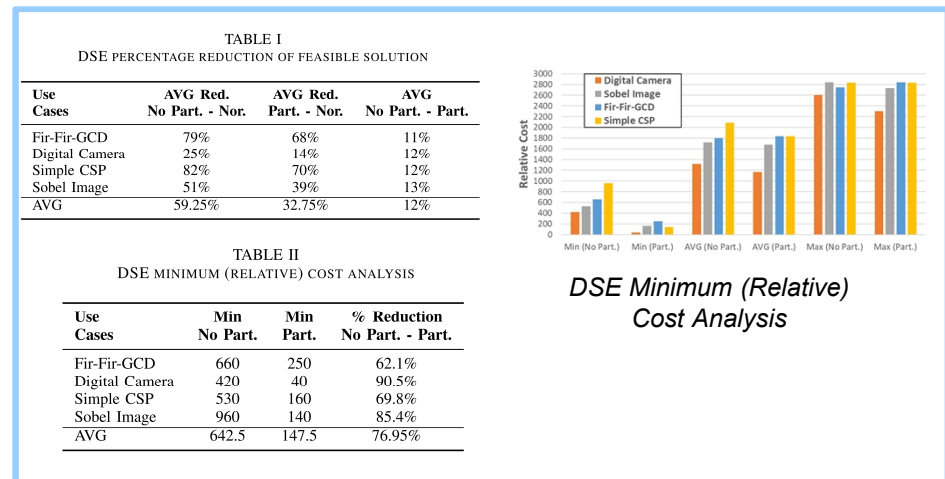 TABLE I
DSE PERCENTAGE REDUCTION OF FEASIBLE SOLUTION
Use Cases AVG Red. No Part. - Nor. AVG Red. Part. - Nor. AVG No Part. - Part.
Fir-Fir-GCD 79% 68% 11%
Digital Camera 25% 14% 12%
Simple CSP 82% 70% 12%
Sobel Image 51% 39% 13%
AVG 59.25% 32.75% 12%
TABLE II
DSE MINIMUM (RELATIVE) COST ANALYSIS
Use Cases Min No Part. Min Part. % Reduction No Part. - Part.
Fir-Fir-GCD 660 250 62.1%
Digital Camera 420 40 90.5%
Simple CSP 530 160 69.8%
Sobel Image 960 140 85.4%
AVG 642.5 147.5 76.95%
Relative Cost
3000
2800
2600
2400
2200
2000
1800
1600
1400
1200
1000
800
600
400
200
0
Digital Camera
Sobel Image
Fir-Fir-GCD
Simple CSP
Min (No Part.) Min (Part.) AVG (No Part.) AVG (Part.) Max (No Part.) Max (Part.)
DSE Minimum (Relative)
Cost Analysis